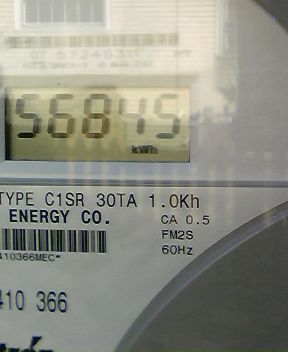 56845
kWh
TYPE C1SR 30TA 1.0Kh
ENERGY CO.
CA 0.5
FM2S
60Hz
410366MEC*
410 366